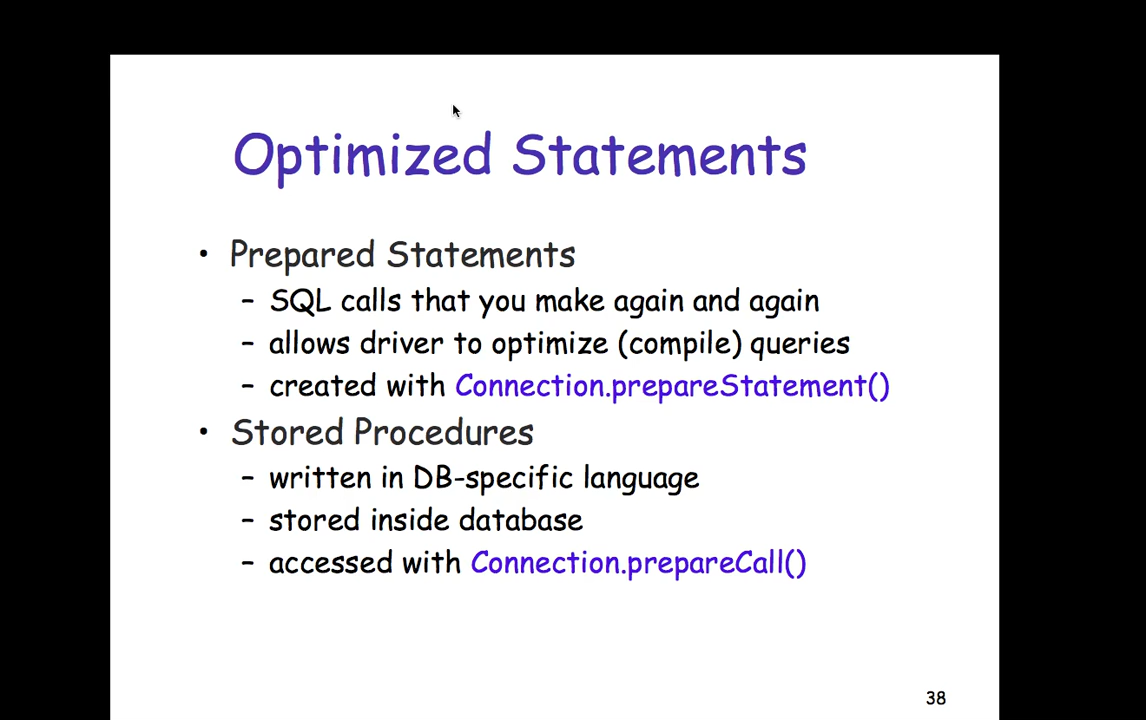 Optimized Statements
• Prepared Statements
– SQL calls that you make again and again
– allows driver to optimize (compile) queries
– created with Connection.prepareStatement()
• Stored Procedures
– written in DB-specific language
– stored inside database
– accessed with Connection.prepareCall()
38